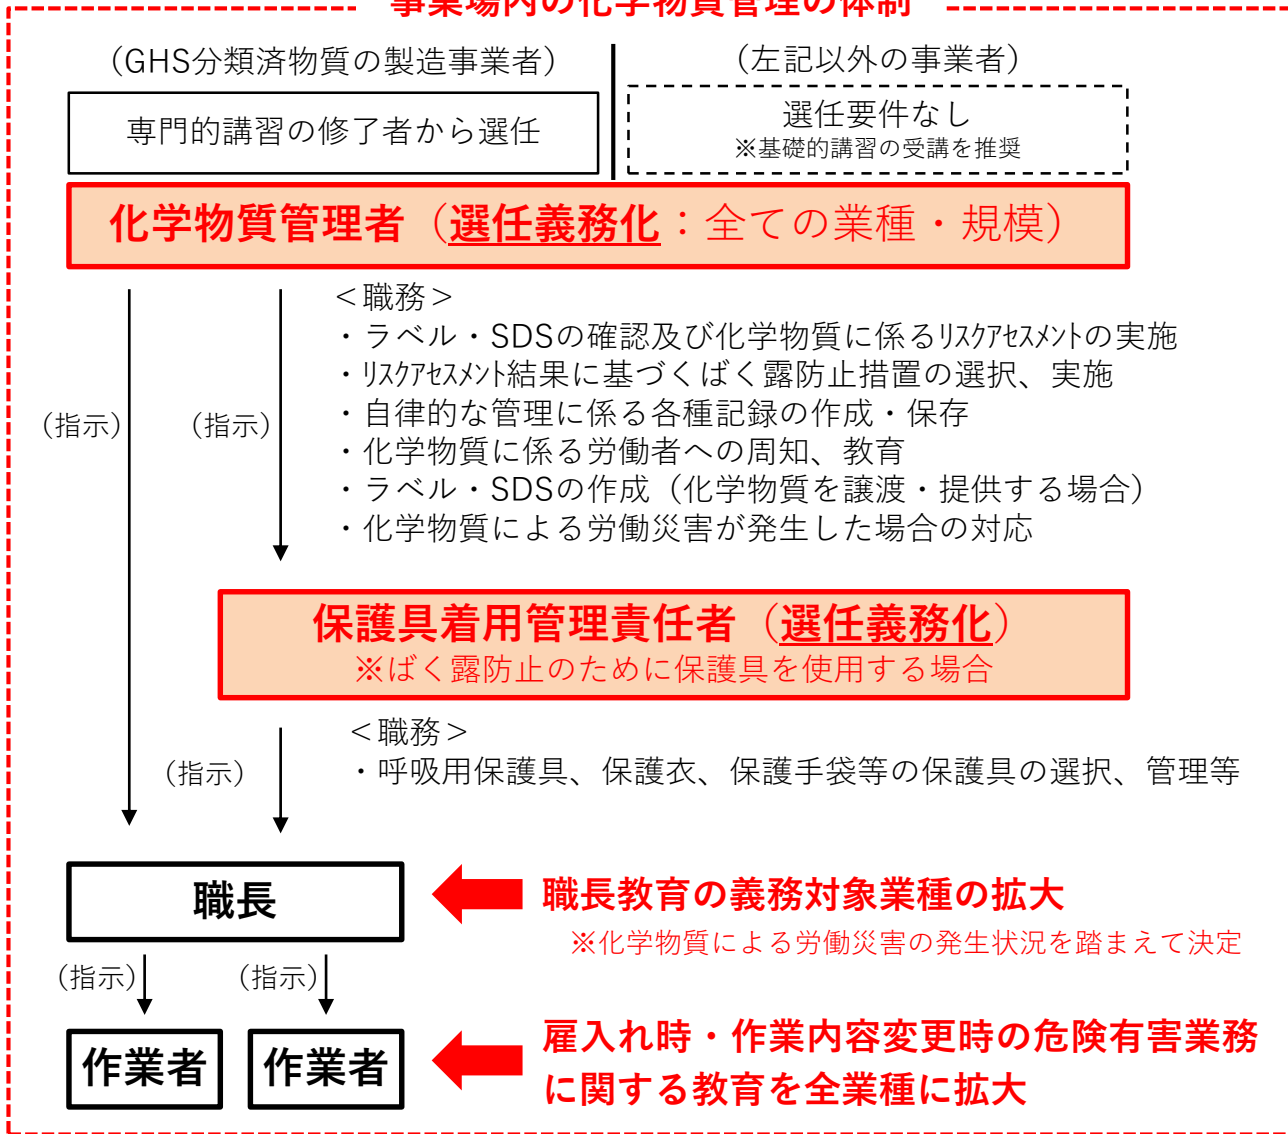 事業場内の化学物質管理の体制
（GHS分類済物質の製造事業者）
（左記以外の事業者）
専門的講習の修了者から選任
選任要件なし
※基礎的講習の受講を推奨
化学物質管理者（選任義務化：全ての業種・規模）
＜職務＞
・ラベル・SDSの確認及び化学物質に係るﾘｽｸｱｾｽﾒﾝﾄの実施
・ﾘｽｸｱｾｽﾒﾝﾄ結果に基づくばく露防止措置の選択、実施
・自律的な管理に係る各種記録の作成・保存
・化学物質に係る労働者への周知、教育
・ラベル・SDSの作成（化学物質を譲渡・提供する場合）
・化学物質による労働災害が発生した場合の対応
（指示）
（指示）
保護具着用管理責任者（選任義務化）
※ばく露防止のために保護具を使用する場合
＜職務＞
・呼吸用保護具、保護衣、保護手袋等の保護具の選択、管理等
（指示）
職長
職長教育の義務対象業種の拡大
※化学物質による労働災害の発生状況を踏まえて決定
（指示）
（指示）
作業者
作業者
雇入れ時・作業内容変更時の危険有害業務
に関する教育を全業種に拡大